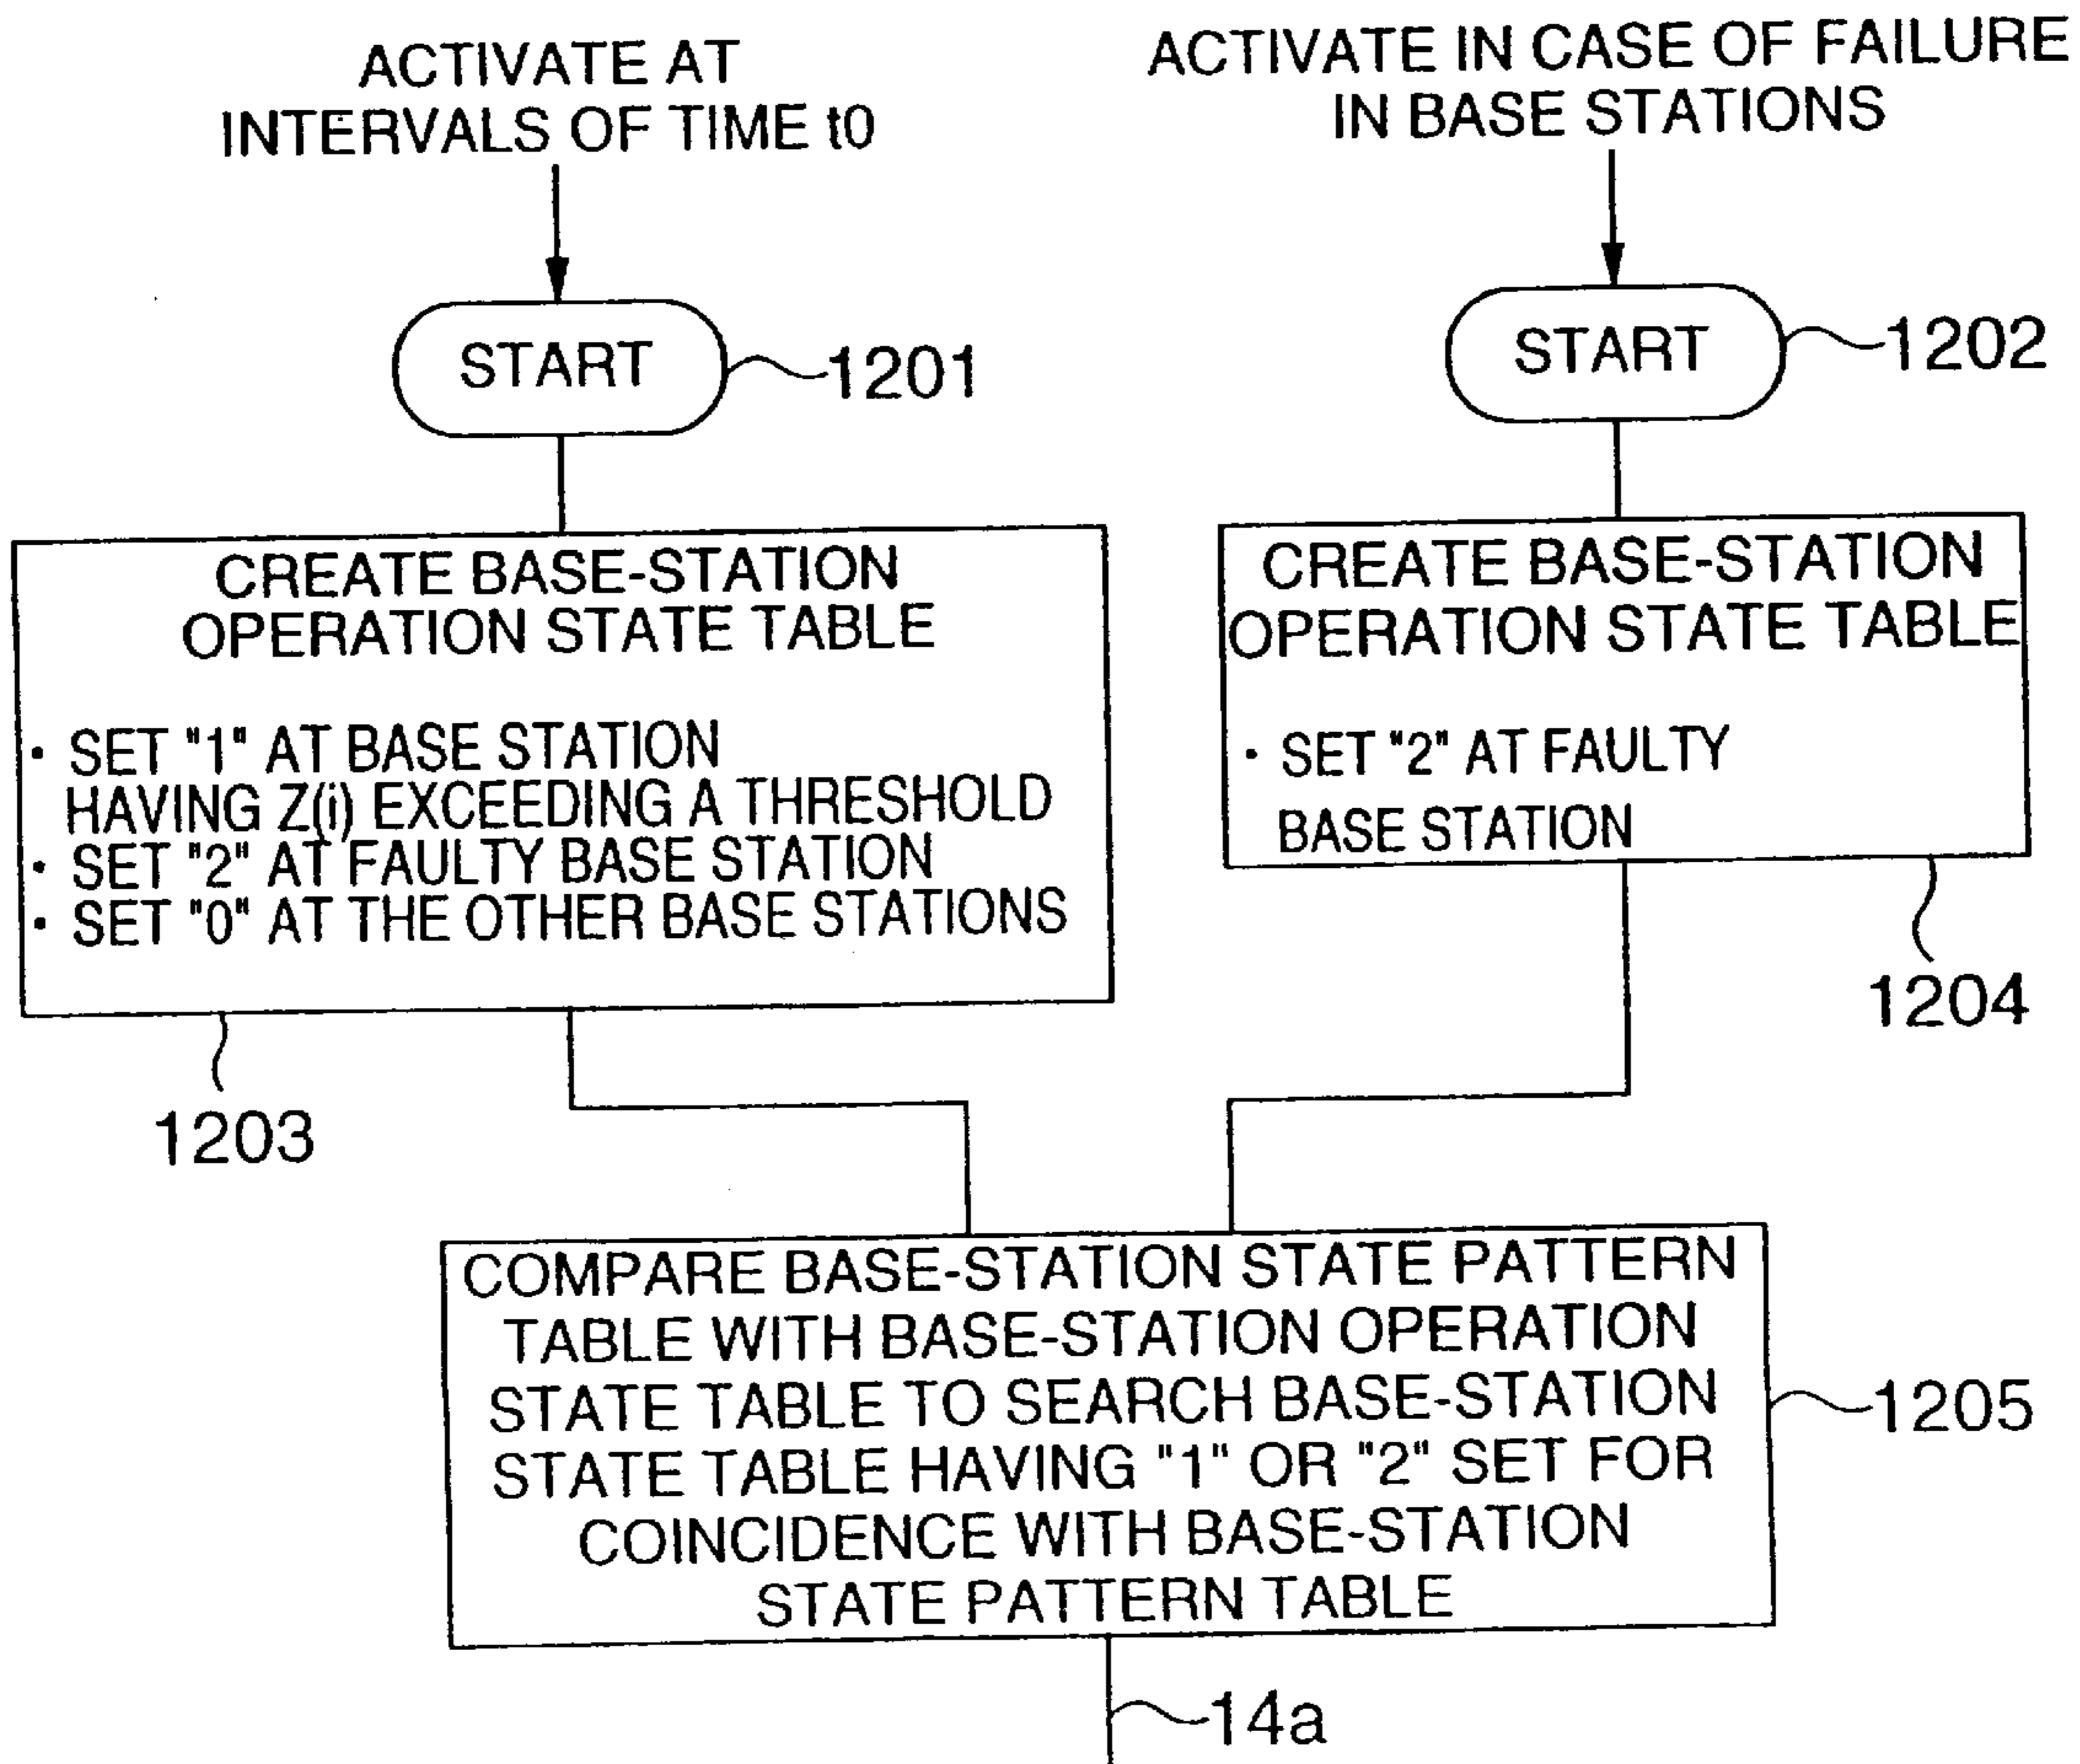 ACTIVATE AT
INTERVALS OF TIME t0
START
1201
CREATE BASE-STATION
OPERATION STATE TABLE
· SET "1" AT BASE STATION
HAVING Z(i) EXCEEDING A THRESHOLD
· SET "2" AT FAULTY BASE STATION
· SET "0" AT THE OTHER BASE STATIONS
1203
ACTIVATE IN CASE OF FAILURE
IN BASE STATIONS
START
1202
CREATE BASE-STATION
OPERATION STATE TABLE
· SET "2" AT FAULTY
BASE STATION
1204
COMPARE BASE-STATION STATE PATTERN
TABLE WITH BASE-STATION OPERATION
STATE TABLE TO SEARCH BASE-STATION
STATE TABLE HAVING "1" OR "2" SET FOR
COINCIDENCE WITH BASE-STATION
STATE PATTERN TABLE
1205
14a